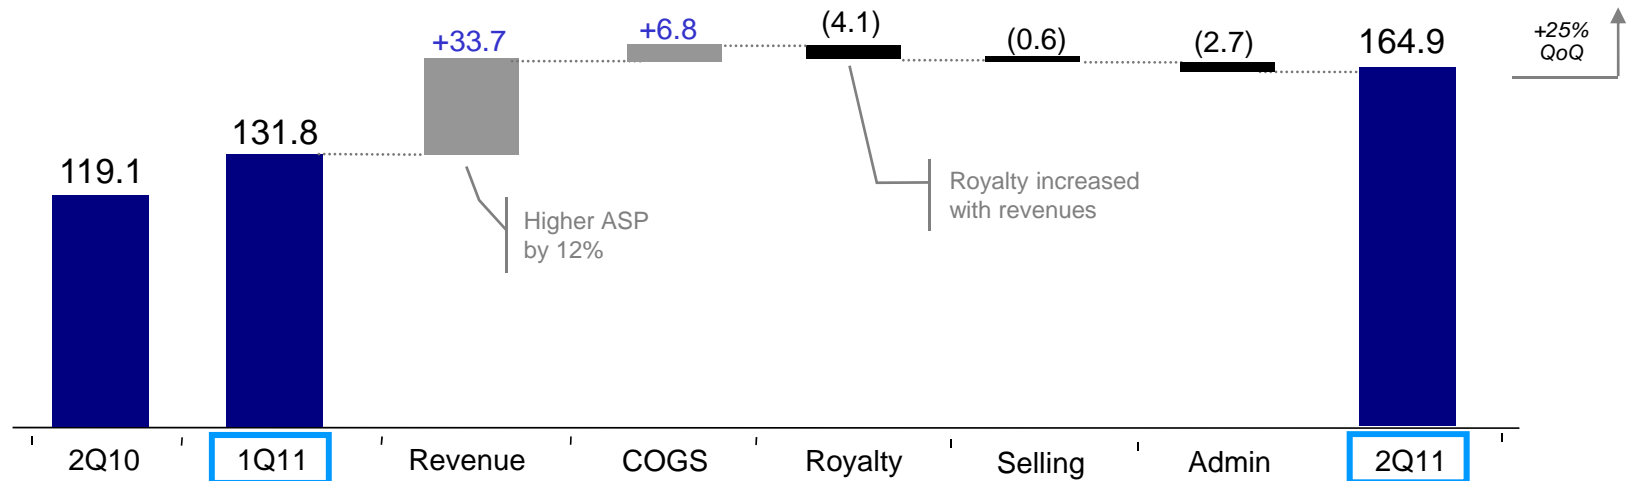 119.1
131.8
+33.7
+6.8
(4.1)
(0.6)
(2.7)
164.9
+25%
QoQ
Higher ASP
by 12%
Royalty increased
with revenues
2Q10
1Q11
Revenue
COGS
Royalty
Selling
Admin
2Q11